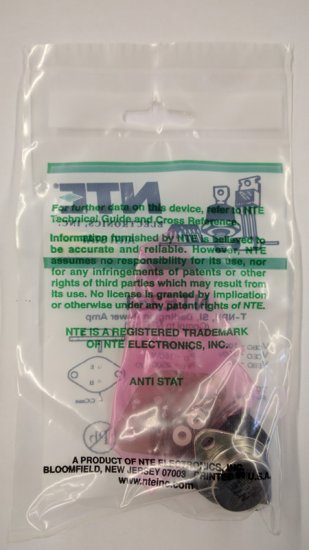 For further data on this device, refer to NTE
Technical Guide and Cross Reference.
Information furnished by NTE is believed to
be accurate and reliable. However, NTE
assumes no responsibility for its use, nor
for any infringements of patents or other
rights of third parties which may result from
its use. No license is granted by implication
or otherwise under any patent rights of NTE.
NTE IS A REGISTERED TRADEMARK
OF NTE ELECTRONICS, INC.
ANTI STAT
A PRODUCT OF NTE ELECTRONICS, INC.
BLOOMFIELD, NEW JERSEY 07003 PRINTED IN U.S.A.
www.nteinc.com
NTE
ELECTRONICS, INC.